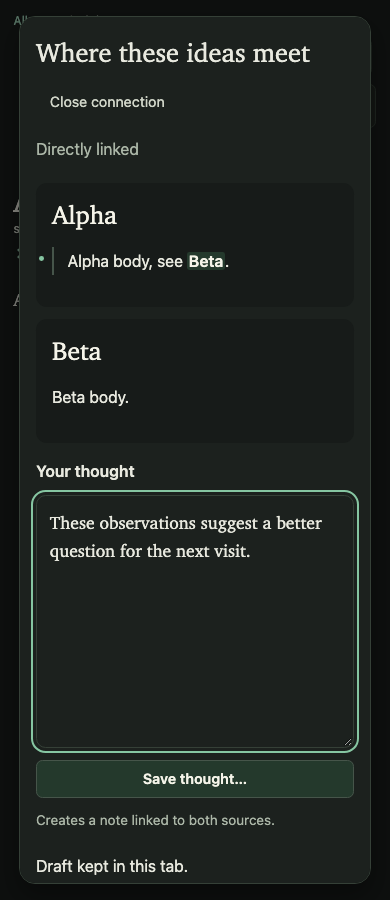 Where these ideas meet
Close connection
Directly linked
Alpha
Alpha body, see Beta.
Beta
Beta body.
Your thought
These observations suggest a better
question for the next visit.
Save thought...
Creates a note linked to both sources.
Draft kept in this tab.